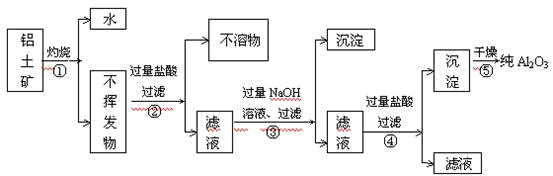 铝土矿
灼烧
①
水
不挥发物
过量盐酸
过滤
②
不溶物
滤液
过量 NaOH
溶液、过滤
③
沉淀
滤液
过量盐酸
过滤
④
沉淀
滤液
干燥
⑤
纯 Al₂O₃